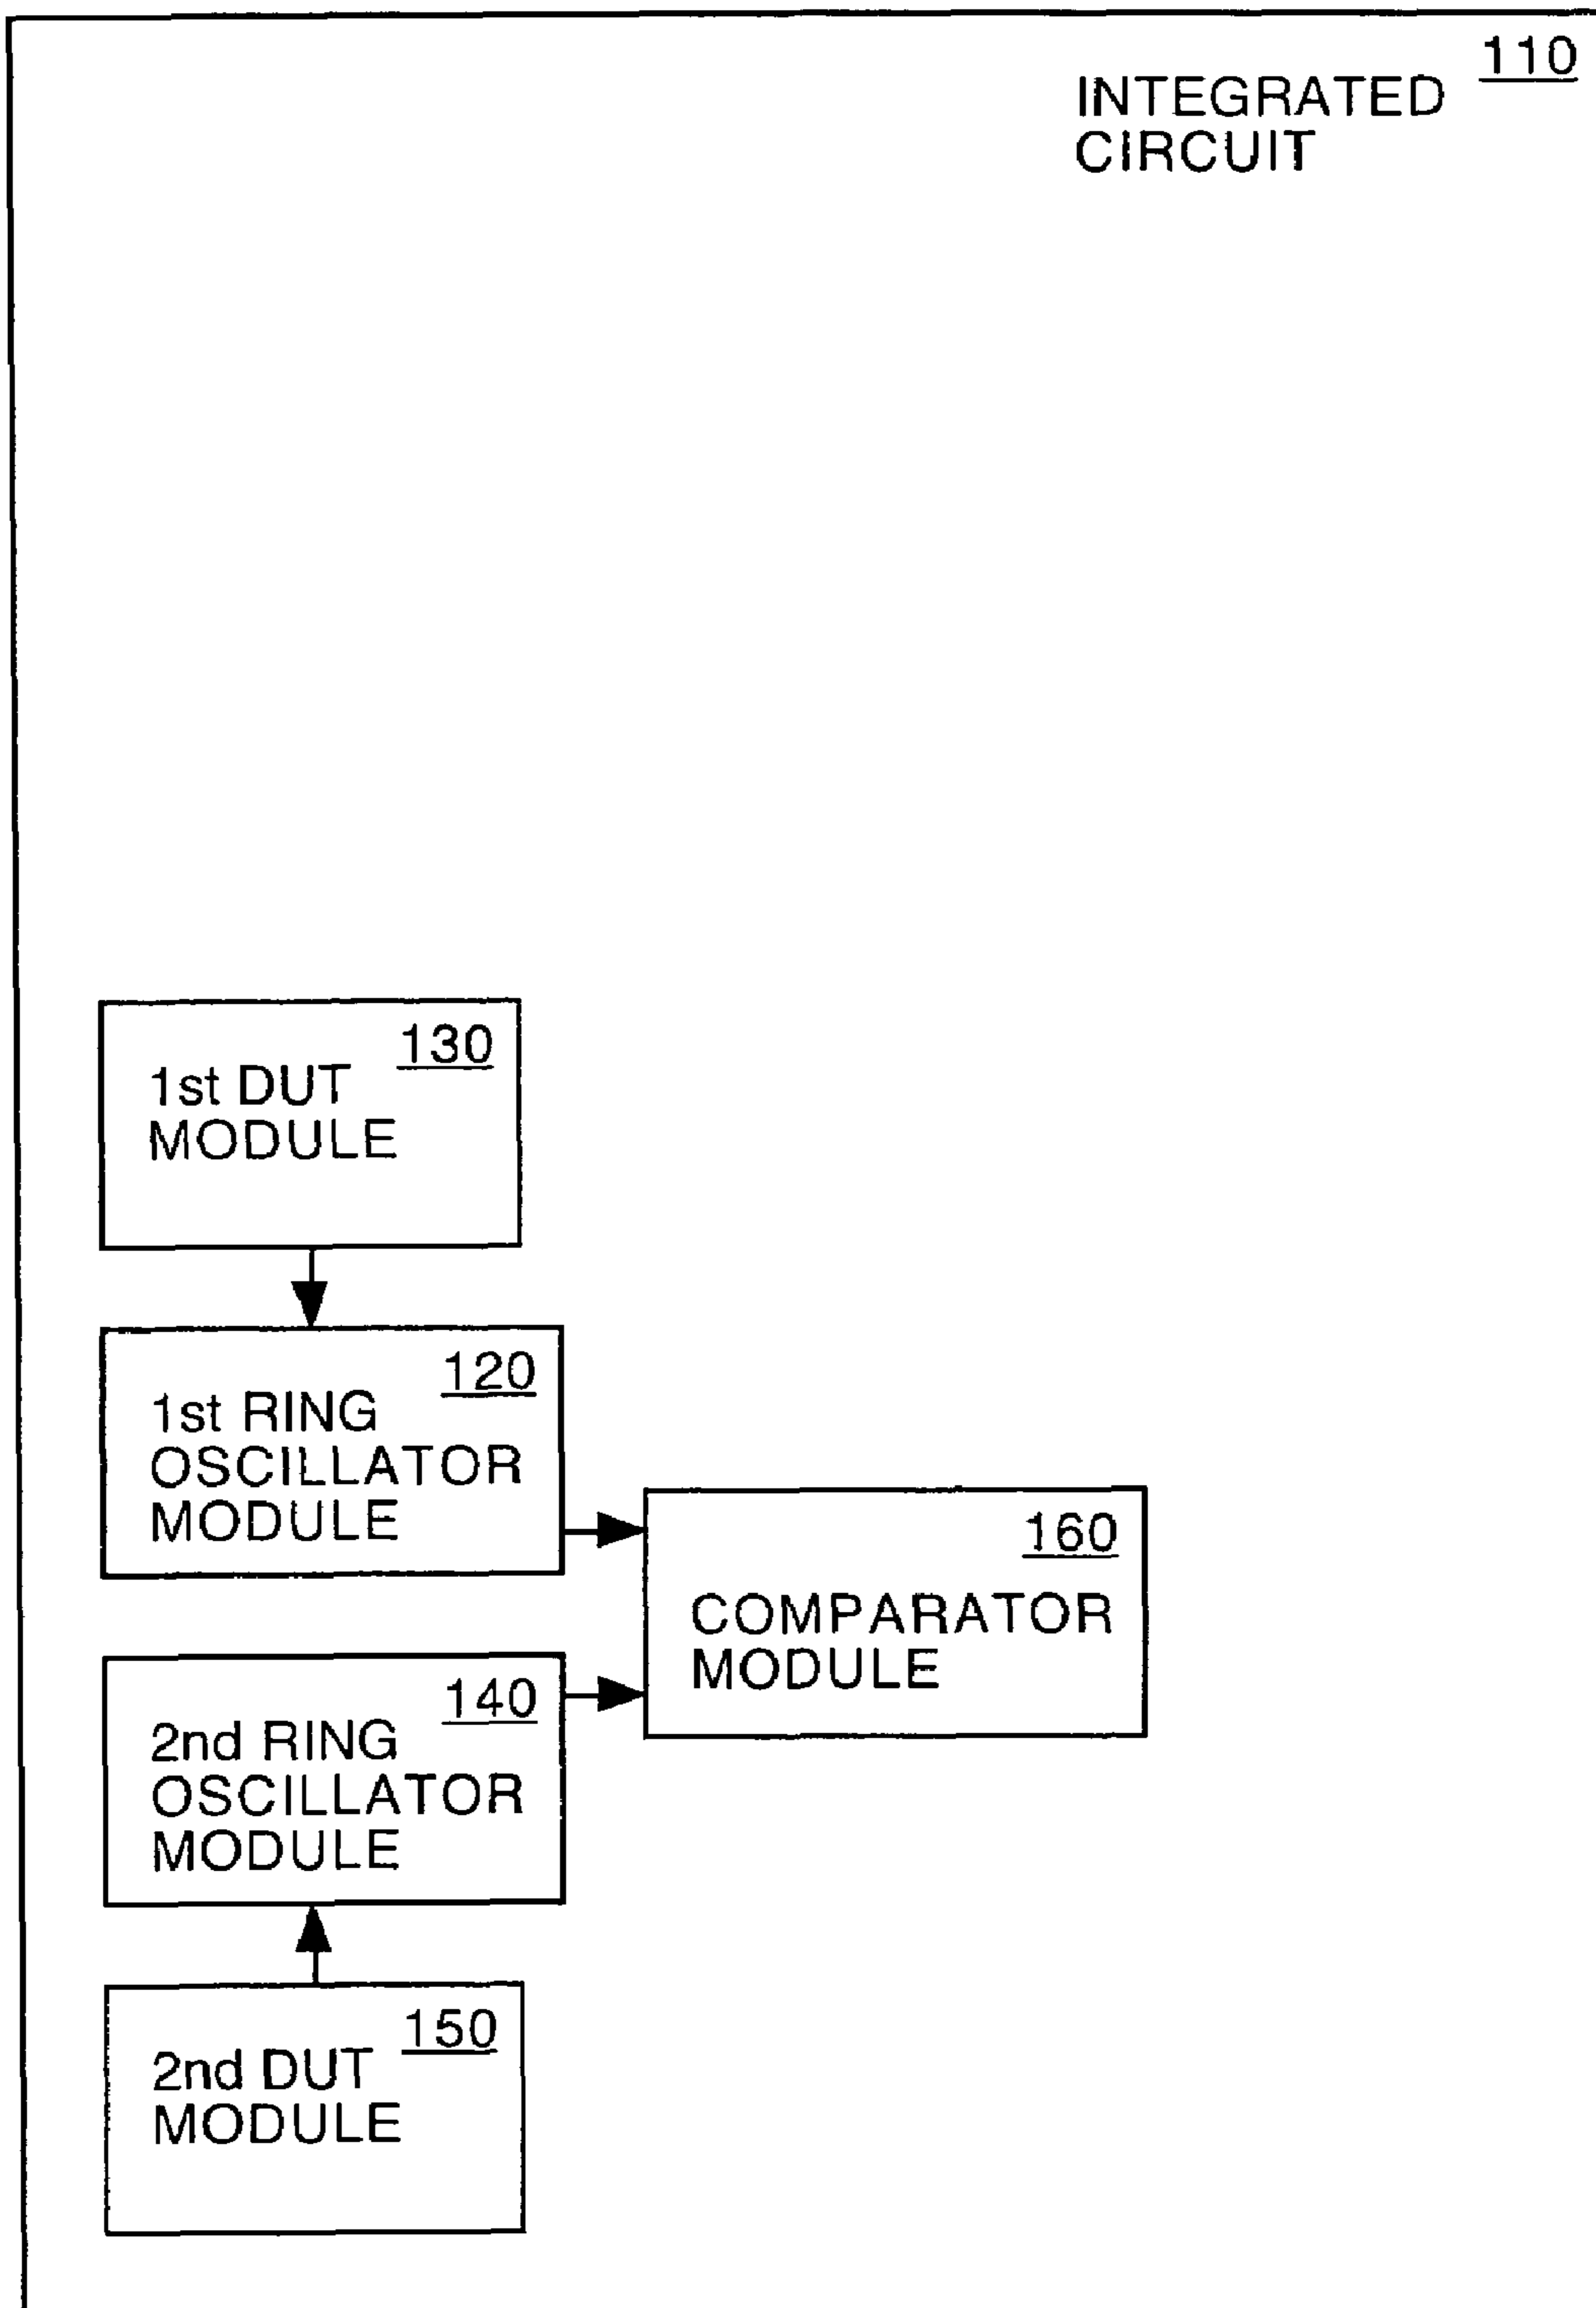 110
INTEGRATED
CIRCUIT
130
1st DUT
MODULE
120
1st RING
OSCILLATOR
MODULE
160
COMPARATOR
MODULE
140
2nd RING
OSCILLATOR
MODULE
150
2nd DUT
MODULE